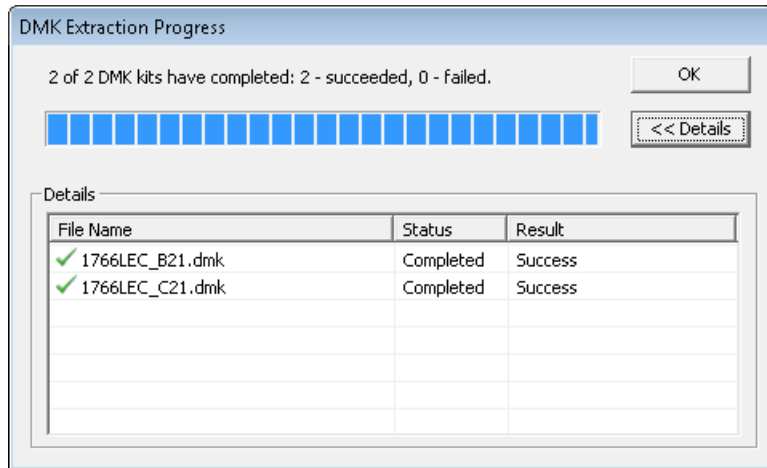 DMK Extraction Progress
2 of 2 DMK kits have completed: 2 - succeeded, 0 - failed.
OK
<< Details
Details
File Name Status Result
1766LEC_B21.dmk Completed Success
1766LEC_C21.dmk Completed Success